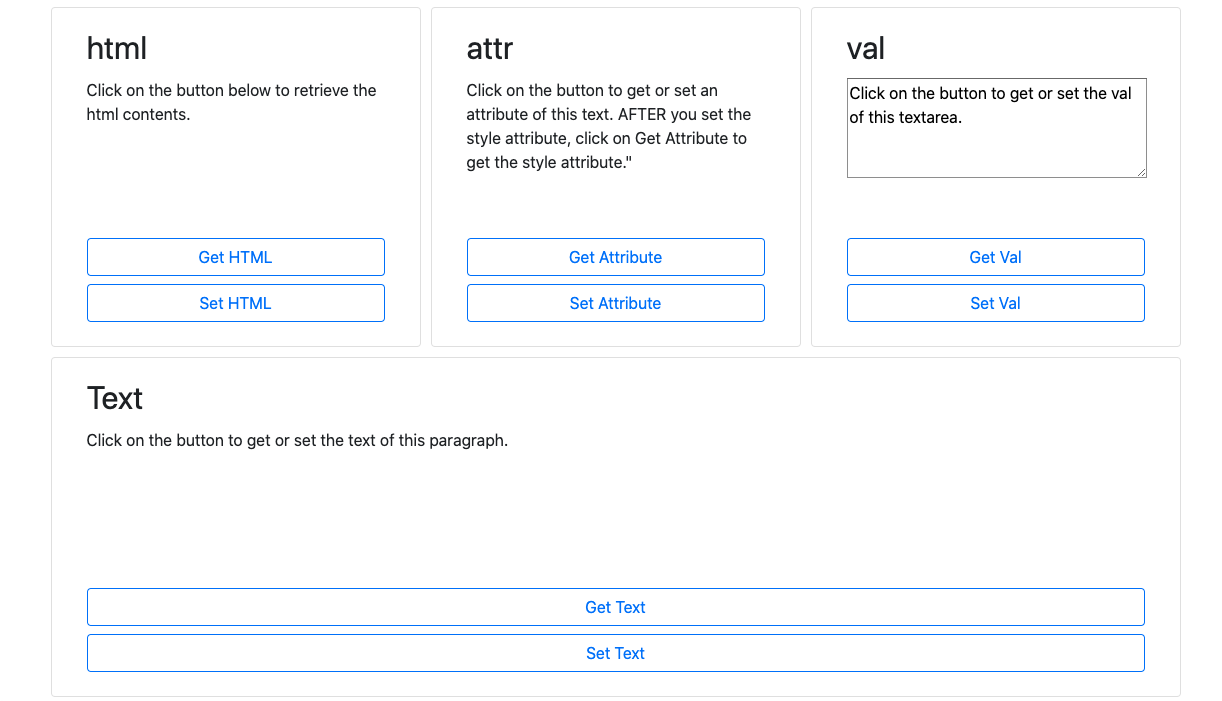 html
Click on the button below to retrieve the
html contents.
Get HTML
Set HTML
attr
Click on the button to get or set an
attribute of this text. AFTER you set the
style attribute, click on Get Attribute to
get the style attribute."
Get Attribute
Set Attribute
val
Click on the button to get or set the val
of this textarea.
Get Val
Set Val
Text
Click on the button to get or set the text of this paragraph.
Get Text
Set Text